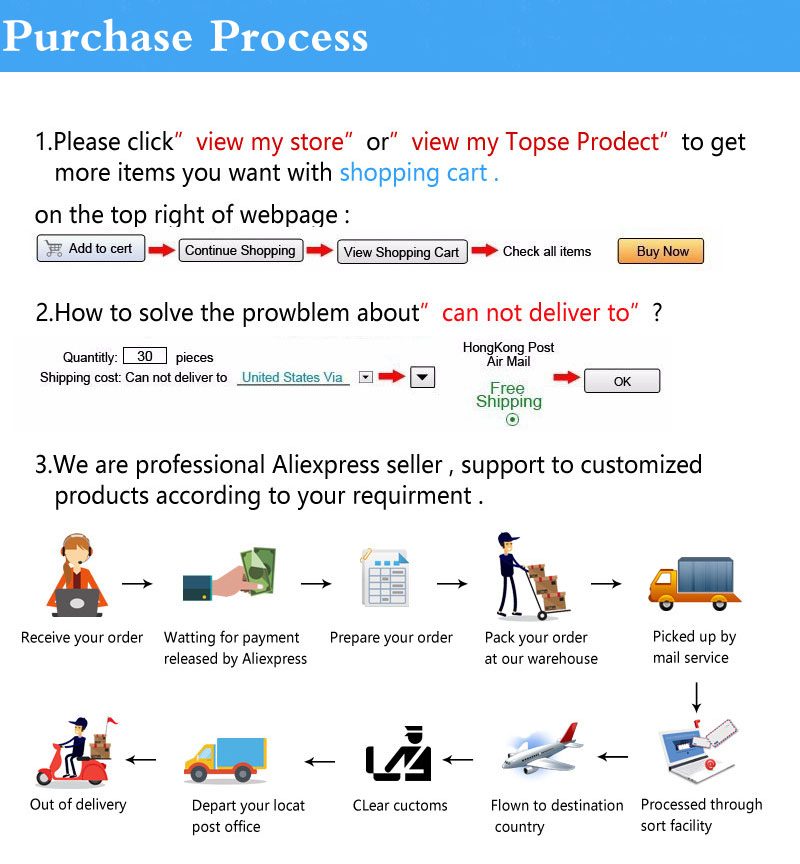 Purchase Process
1.Please click” view my store” or” view my Topse Prodect” to get
more items you want with shopping cart .
on the top right of webpage :
Add to cert
Continue Shopping
View Shopping Cart
Check all items
Buy Now
2.How to solve the prowblem about” can not deliver to” ?
Quantitly: 30 pieces
Shipping cost: Can not deliver to United States Via
HongKong Post
Air Mail
Free
Shipping
OK
3.We are professional Aliexpress seller , support to customized
products according to your requirment .
Receive your order
Watting for payment
released by Aliexpress
Prepare your order
Pack your order
at our warehouse
Picked up by
mail service
Out of delivery
Depart your locat
post office
CLear cuctoms
Flown to destination
country
Processed through
sort facility